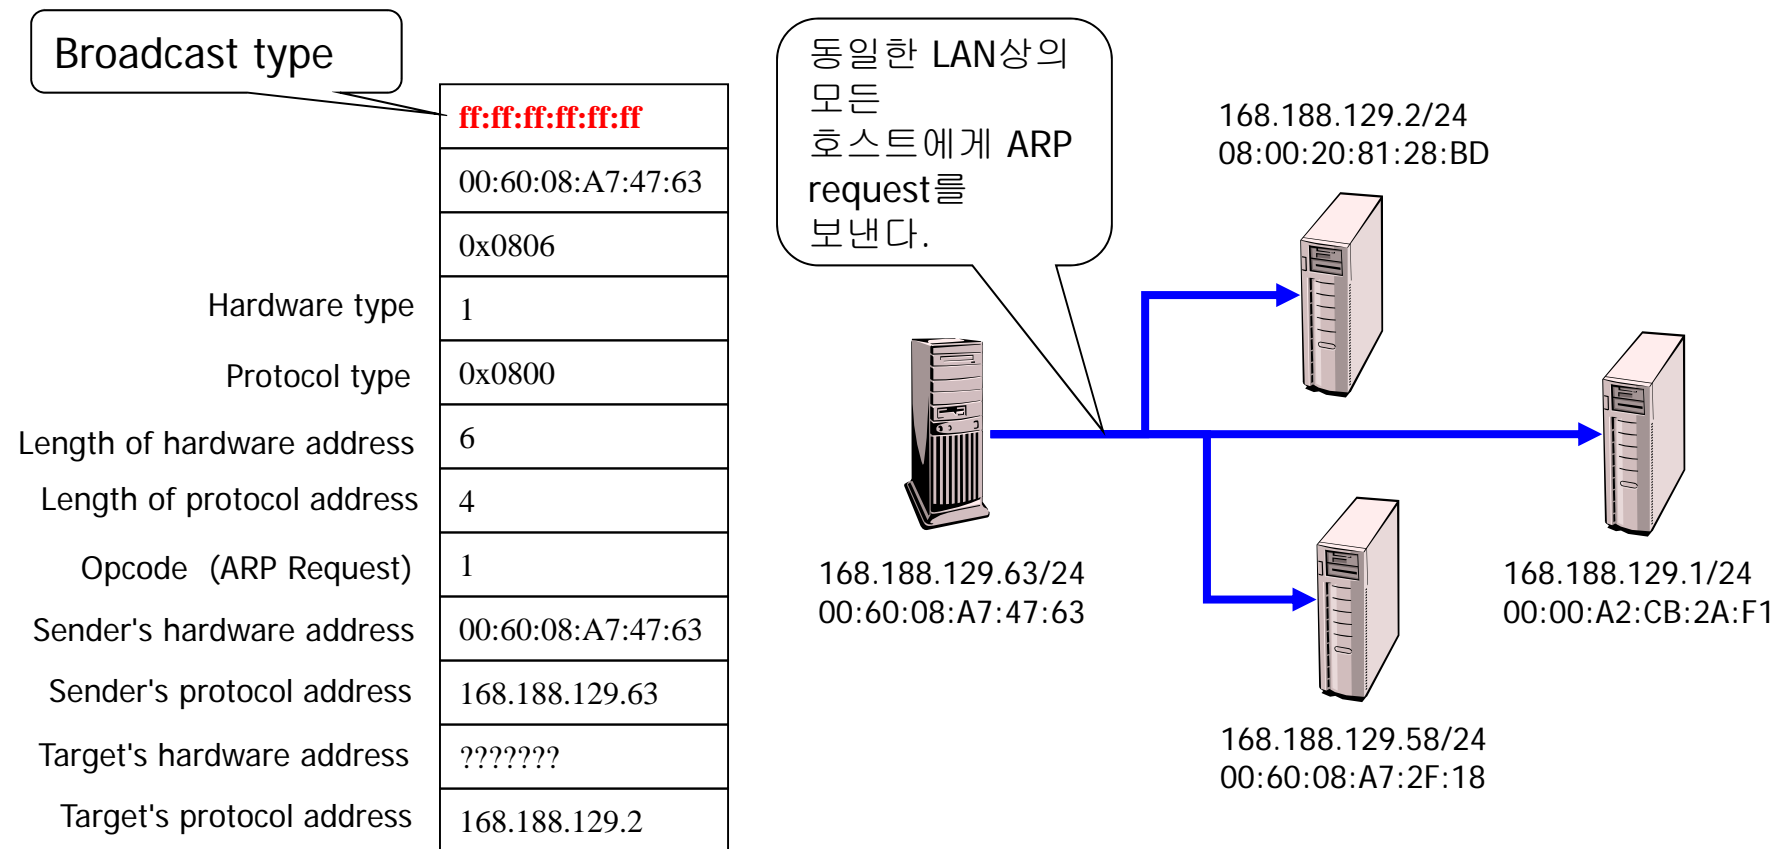 Broadcast type
ff:ff:ff:ff:ff:ff
00:60:08:A7:47:63
0x0806
Hardware type 1
Protocol type 0x0800
Length of hardware address 6
Length of protocol address 4
Opcode (ARP Request) 1
Sender's hardware address 00:60:08:A7:47:63
Sender's protocol address 168.188.129.63
Target's hardware address ???????
Target's protocol address 168.188.129.2
동일한 LAN상의
모든
호스트에게 ARP
request를
보낸다.
168.188.129.2/24
08:00:20:81:28:BD
168.188.129.63/24
00:60:08:A7:47:63
168.188.129.1/24
00:00:A2:CB:2A:F1
168.188.129.58/24
00:60:08:A7:2F:18